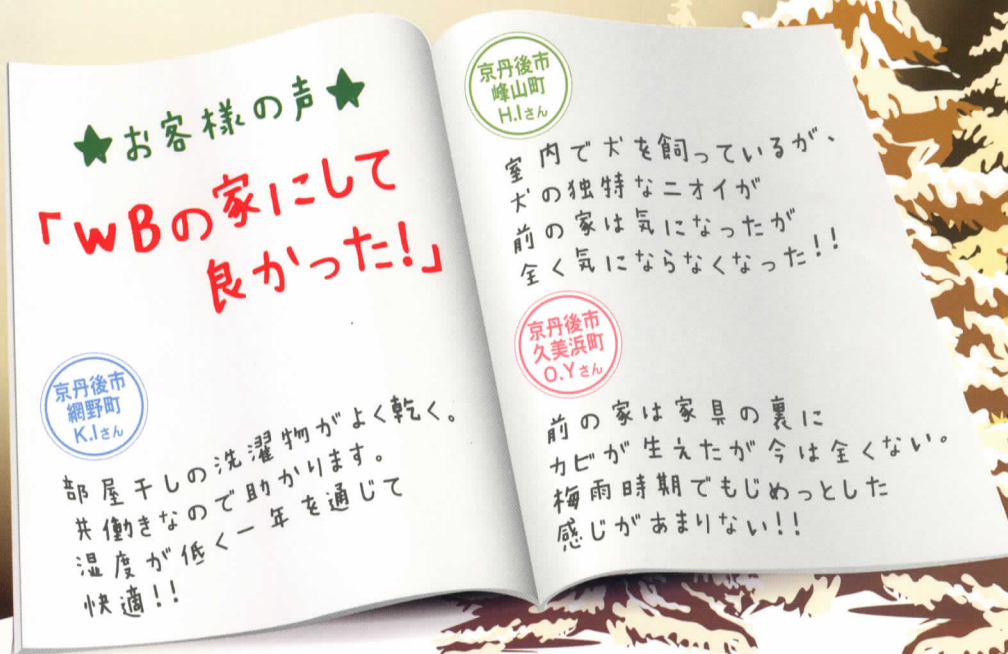 ★お客様の声★
「WBの家にして
良かった!」
京丹後市
網野町
K.Iさん
部屋干しの洗濯物がよく乾く。
共働きなので助かります。
湿度が低く一年を通じて
快適!!
京丹後市
峰山町
H.Iさん
室内で犬を飼っているが、
犬の独特なニオイが
前の家は気になったが
全く気にならなくなった!!
京丹後市
久美浜町
O.Yさん
前の家は家具の裏に
カビが生えたが今は全くない。
梅雨時期でもじめっとした
感じがあまりない!!